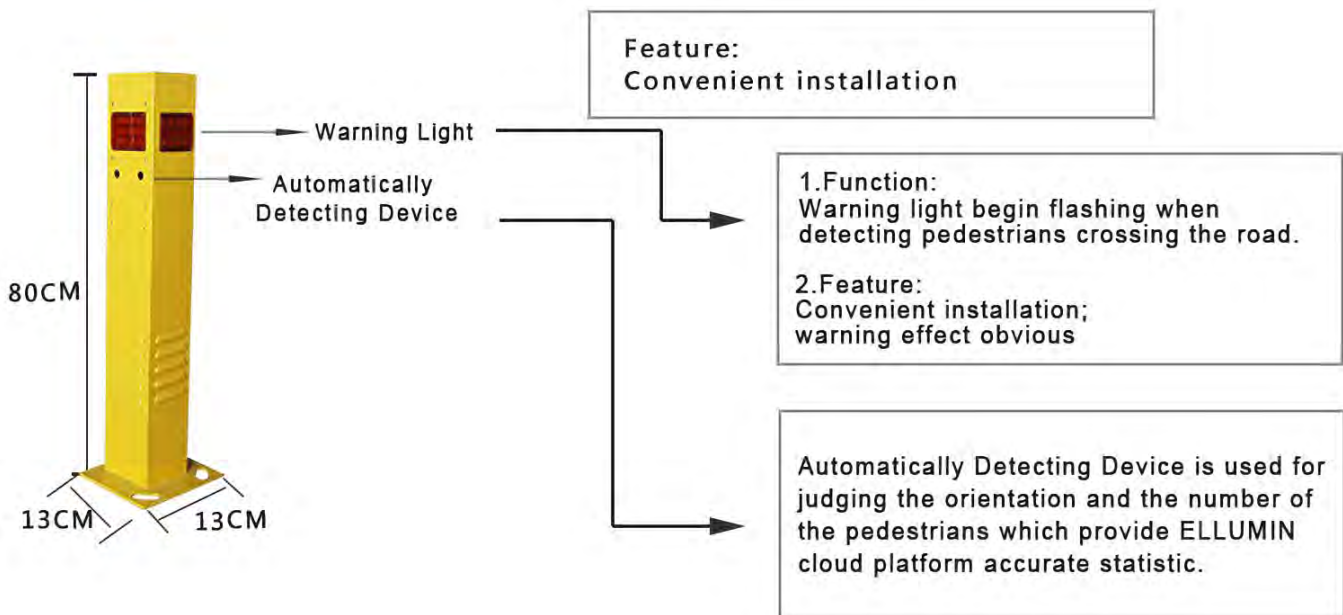 Feature:
Convenient installation
Warning Light
Automatically
Detecting Device
80CM
13CM
13CM
1.Function:
Warning light begin flashing when
detecting pedestrians crossing the road.
2.Feature:
Convenient installation;
warning effect obvious
Automatically Detecting Device is used for
judging the orientation and the number of
the pedestrians which provide ELLUMIN
cloud platform accurate statistic.